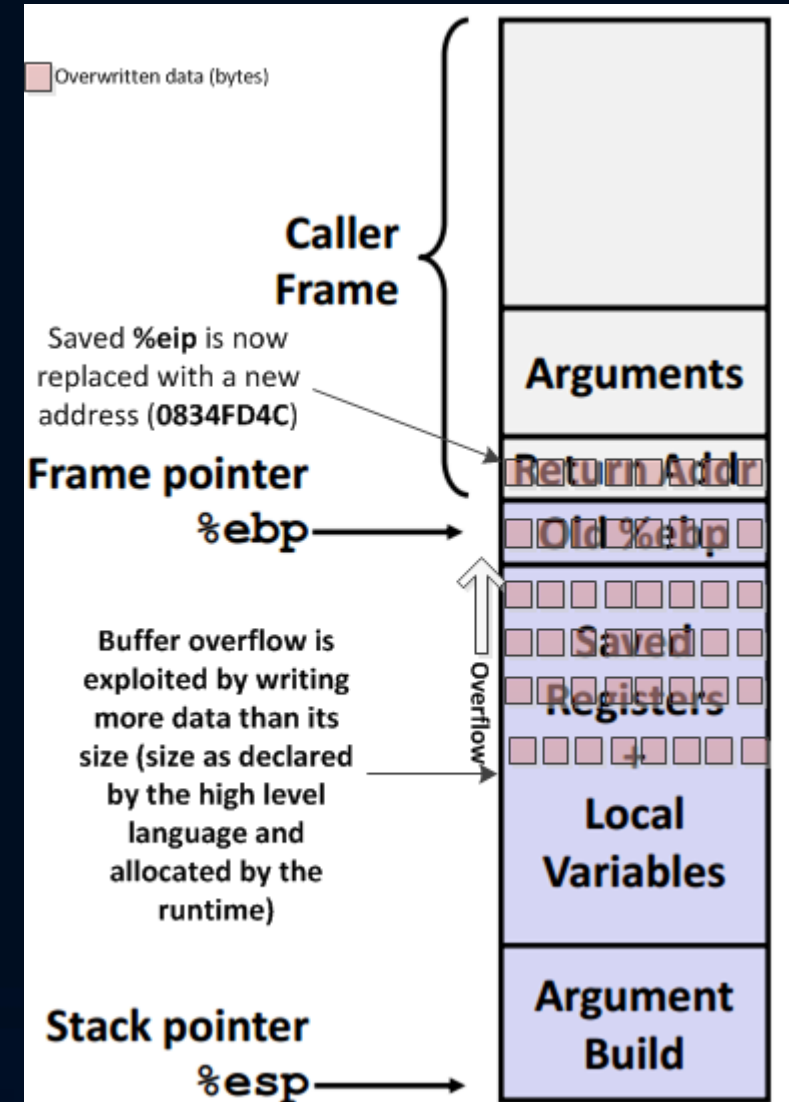 Overwritten data (bytes)
Caller
Frame
Saved %eip is now
replaced with a new
address (0834FD4C)
Arguments
Return Addr
Frame pointer
%ebp
Old %ebp
Overflow
Saved
Registers
+
Local
Variables
Buffer overflow is
exploited by writing
more data than its
size (size as declared
by the high level
language and
allocated by the
runtime)
Argument
Build
Stack pointer
%esp